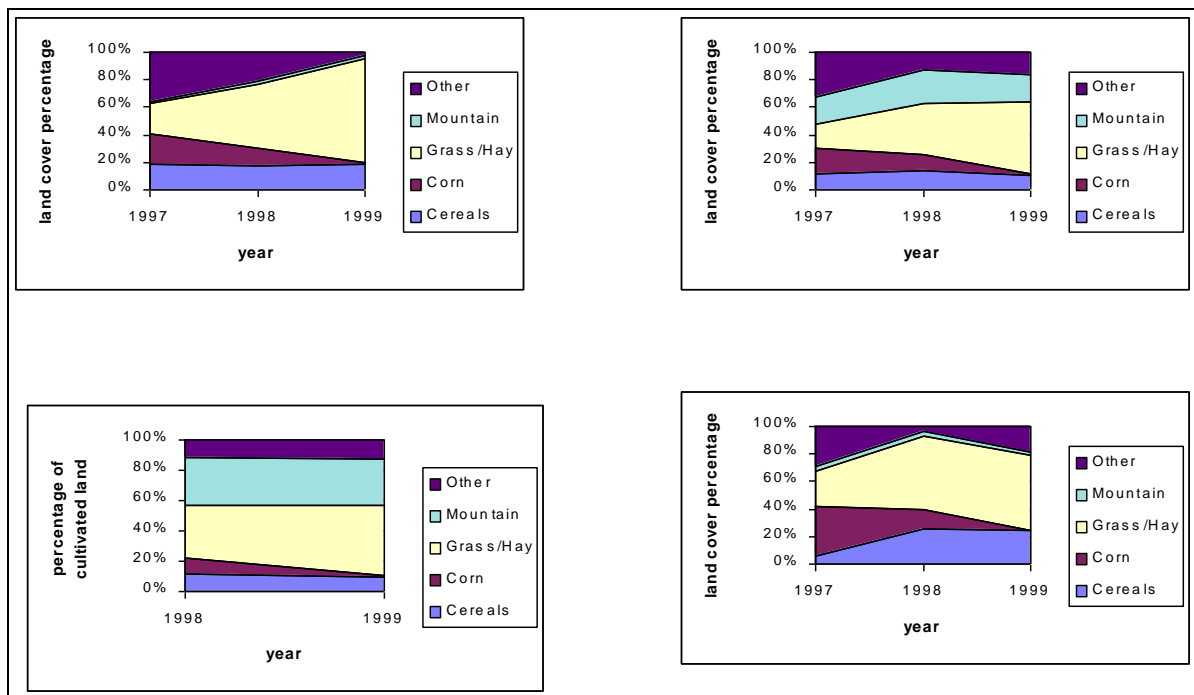 land cover percentage
100%
80%
60%
40%
20%
0%
1997 1998 1999
year
Other
Mountain
Grass/Hay
Corn
Cereals
land cover percentage
100%
80%
60%
40%
20%
0%
1997 1998 1999
year
Other
Mountain
Grass/Hay
Corn
Cereals
percentage of
cultivated land
100%
80%
60%
40%
20%
0%
1998 1999
year
Other
Mountain
Grass/Hay
Corn
Cereals
land cover percentage
100%
80%
60%
40%
20%
0%
1997 1998 1999
year
Other
Mountain
Grass/Hay
Corn
Cereals